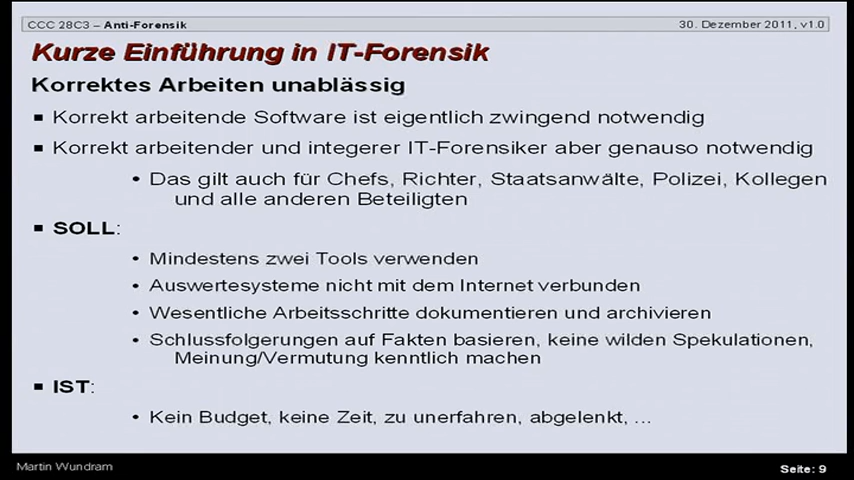 CCC 28C3 – Anti-Forensik
30. Dezember 2011, v1.0
Kurze Einführung in IT-Forensik
Korrektes Arbeiten unablässig
Korrekt arbeitende Software ist eigentlich zwingend notwendig
Korrekt arbeitender und integerer IT-Forensiker aber genauso notwendig
Das gilt auch für Chefs, Richter, Staatsanwälte, Polizei, Kollegen
und alle anderen Beteiligten
SOLL:
Mindestens zwei Tools verwenden
Auswertesysteme nicht mit dem Internet verbunden
Wesentliche Arbeitsschritte dokumentieren und archivieren
Schlussfolgerungen auf Fakten basieren, keine wilden Spekulationen,
Meinung/Vermutung kenntlich machen
IST:
Kein Budget, keine Zeit, zu unerfahren, abgelenkt, ...
Martin Wundram
Seite: 9